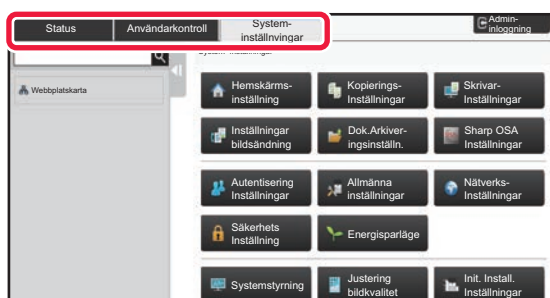 Status
Användarkontroll
System-
inställnvingar
Admin-
inloggning
Webbplatskarta
Hemskärms-
inställning
Kopierings-
Inställningar
Skrivar-
Inställningar
Inställningar
bildsändning
Dok.Arkiver-
ingsinställn.
Sharp OSA
Inställningar
Autentisering
Inställningar
Allmänna
inställningar
Nätverks-
Inställningar
Säkerhets
Inställning
Energisparläge
Systemstyrning
Justering
bildkvalitet
Init. Install.
Inställningar